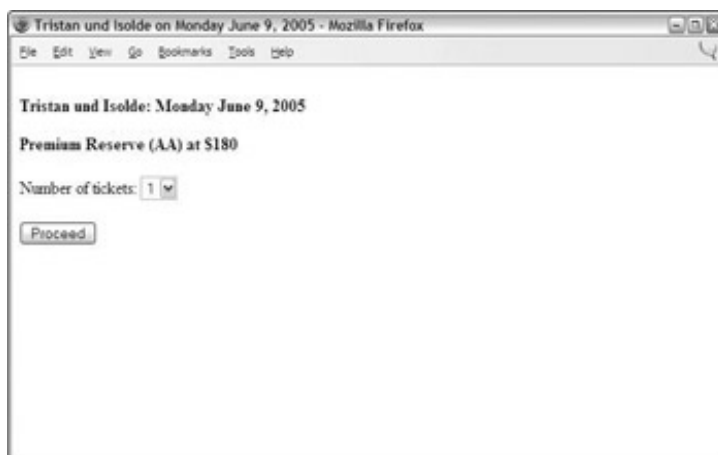 Tristan und Isolde on Monday June 9, 2005 - Mozilla Firefox
File Edit View Go Bookmarks Tools Help
Tristan und Isolde: Monday June 9, 2005
Premium Reserve (AA) at $180
Number of tickets: 1
Proceed